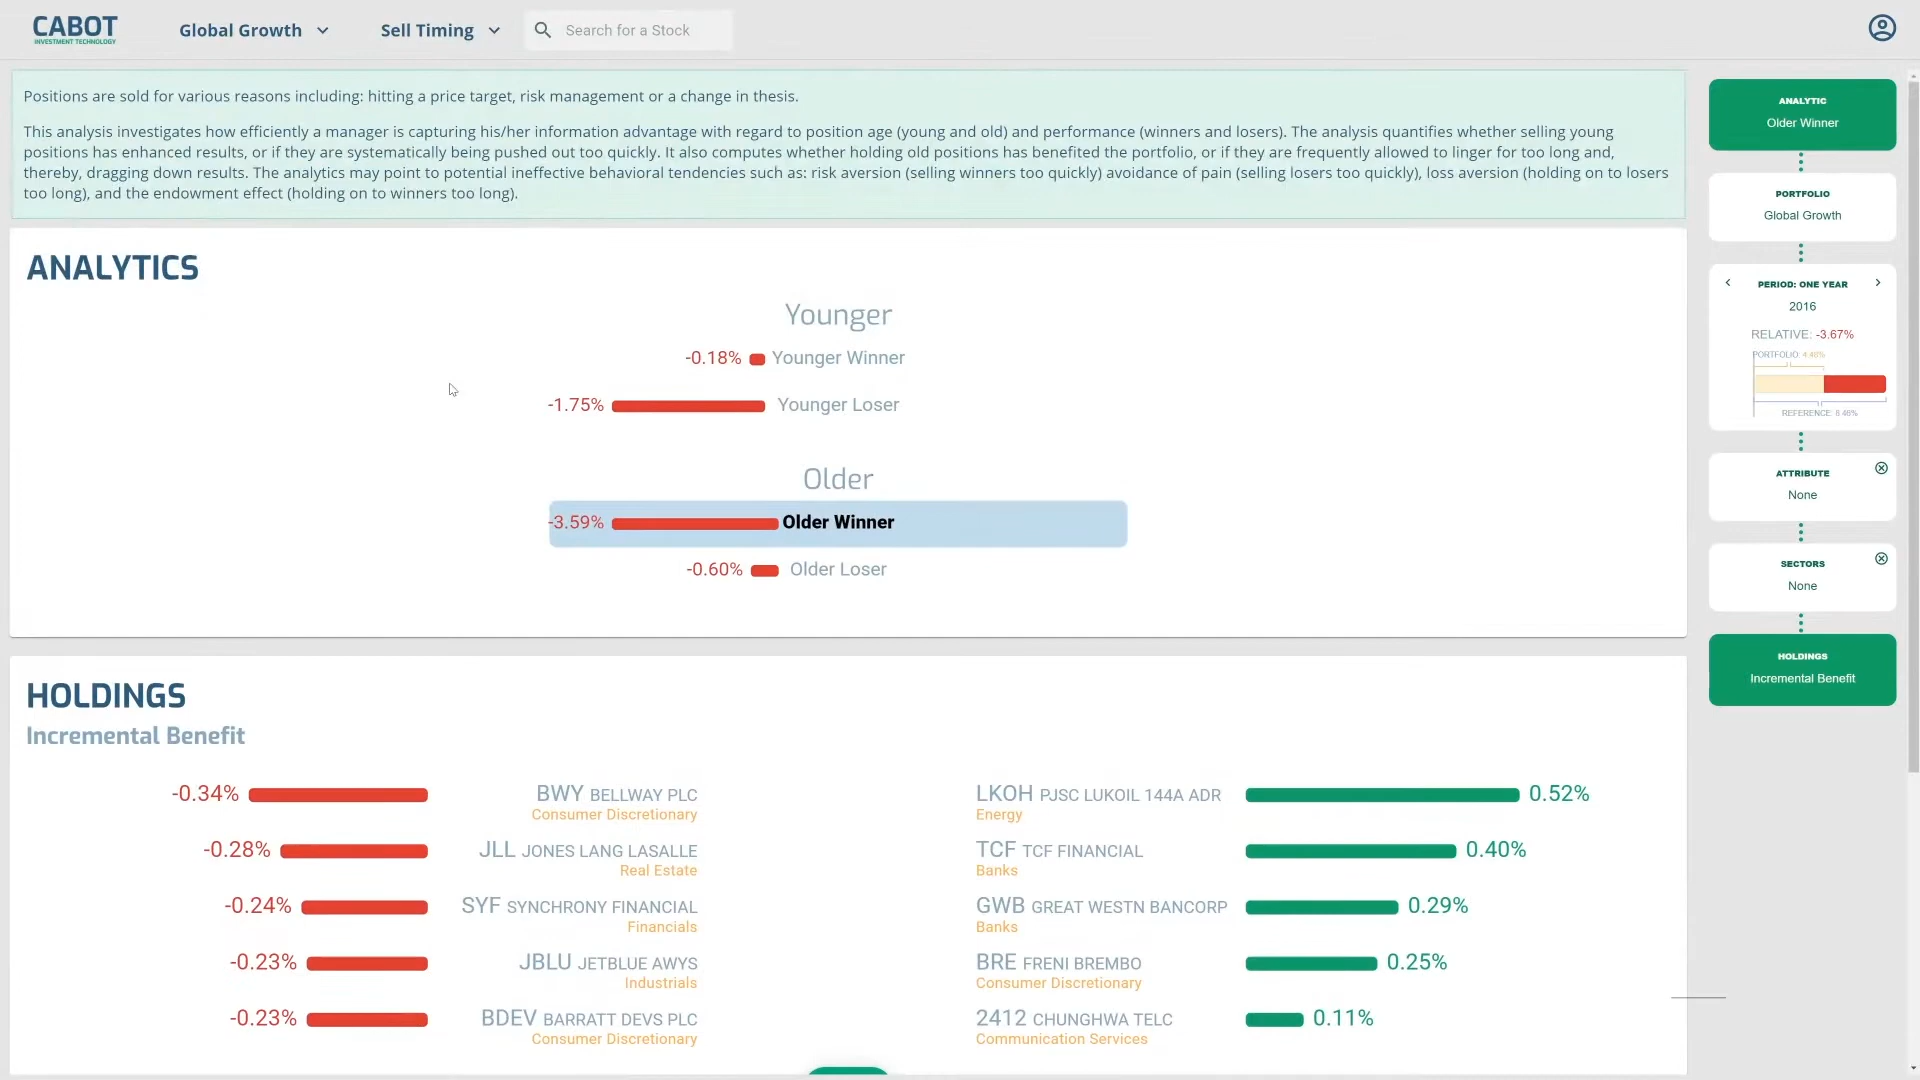 CABOT
INVESTMENT TECHNOLOGY
Global Growth
Sell Timing
Search for a Stock
Positions are sold for various reasons including: hitting a price target, risk management or a change in thesis.
This analysis investigates how efficiently a manager is capturing his/her information advantage with regard to position age (young and old) and performance (winners and losers). The analysis quantifies whether selling young
positions has enhanced results, or if they are systematically being pushed out too quickly. It also computes whether holding old positions has benefited the portfolio, or if they are frequently allowed to linger for too long and,
thereby, dragging down results. The analytics may point to potential ineffective behavioral tendencies such as: risk aversion (selling winners too quickly) avoidance of pain (selling losers too quickly), loss aversion (holding on to losers
too long), and the endowment effect (holding on to winners too long).
ANALYTICS
Younger
-0.18% Younger Winner
-1.75% Younger Loser
Older
-3.59% Older Winner
-0.60% Older Loser
HOLDINGS
Incremental Benefit
-0.34% BWY BELLWAY PLC
Consumer Discretionary
-0.28% JLL JONES LANG LASALLE
Real Estate
-0.24% SYF SYNCHRONY FINANCIAL
Financials
-0.23% JBLU JETBLUE AWYS
Industrials
-0.23% BDEV BARRATT DEVS PLC
Consumer Discretionary
LKOH PJSC LUKOIL 144A ADR 0.52%
Energy
TCF TCF FINANCIAL 0.40%
Banks
GWB GREAT WESTN BANCORP 0.29%
Banks
BRE FRENI BREMBO 0.25%
Consumer Discretionary
2412 CHUNGHWA TELC 0.11%
Communication Services
ANALYTIC
Older Winner
PORTFOLIO
Global Growth
PERIOD: ONE YEAR
2016
RELATIVE: -3.67%
PORTFOLIO: 4.48%
REFERENCE: 8.46%
ATTRIBUTE
None
SECTORS
None
HOLDINGS
Incremental Benefit